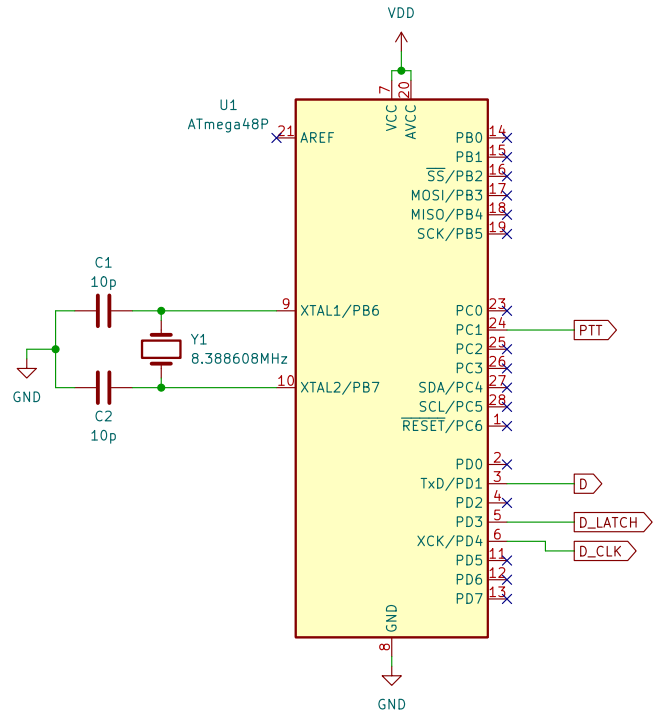 VDD
U1
ATmega48P
7
20
VCC
AVCC
21
AREF
PB0
14
PB1
15
SS/PB2
16
MOSI/PB3
17
MISO/PB4
18
SCK/PB5
19
C1
10p
9
XTAL1/PB6
PC0
23
PC1
24
PTT
Y1
8.388608MHz
PC2
25
PC3
26
GND
10
XTAL2/PB7
SDA/PC4
27
SCL/PC5
28
C2
10p
RESET/PC6
1
PD0
2
TxD/PD1
3
D
PD2
4
PD3
5
D_LATCH
XCK/PD4
6
D_CLK
PD5
11
PD6
12
PD7
13
GND
8
GND